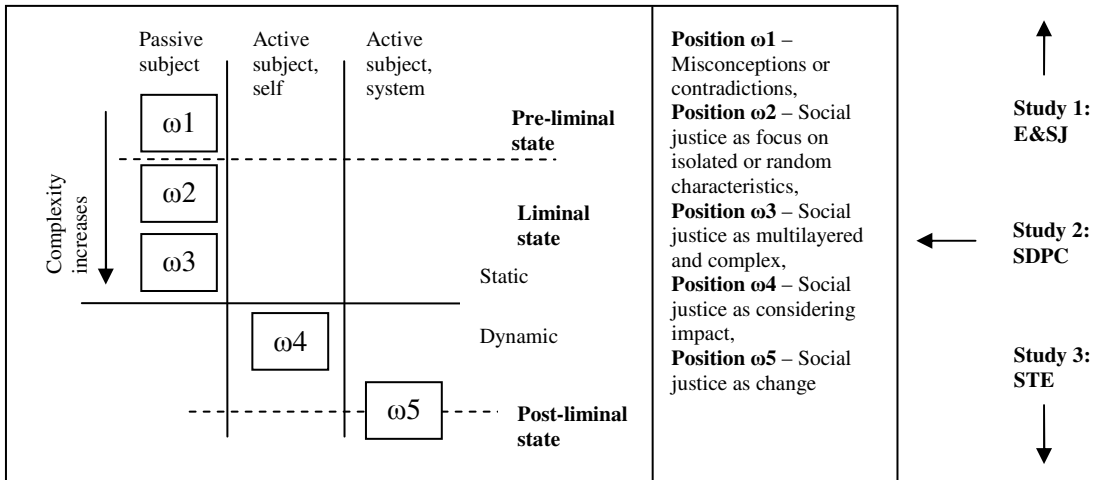 Passive
subject
Active
subject,
self
Active
subject,
system
Complexity
increases
ω1
ω2
ω3
ω4
ω5
Pre-liminal
state
Liminal
state
Static
Dynamic
Post-liminal
state
Position ω1 –
Misconceptions or
contradictions,
Position ω2 – Social
justice as focus on
isolated or random
characteristics,
Position ω3 – Social
justice as multilayered
and complex,
Position ω4 – Social
justice as considering
impact,
Position ω5 – Social
justice as change
Study 1:
E&SJ
Study 2:
SDPC
Study 3:
STE